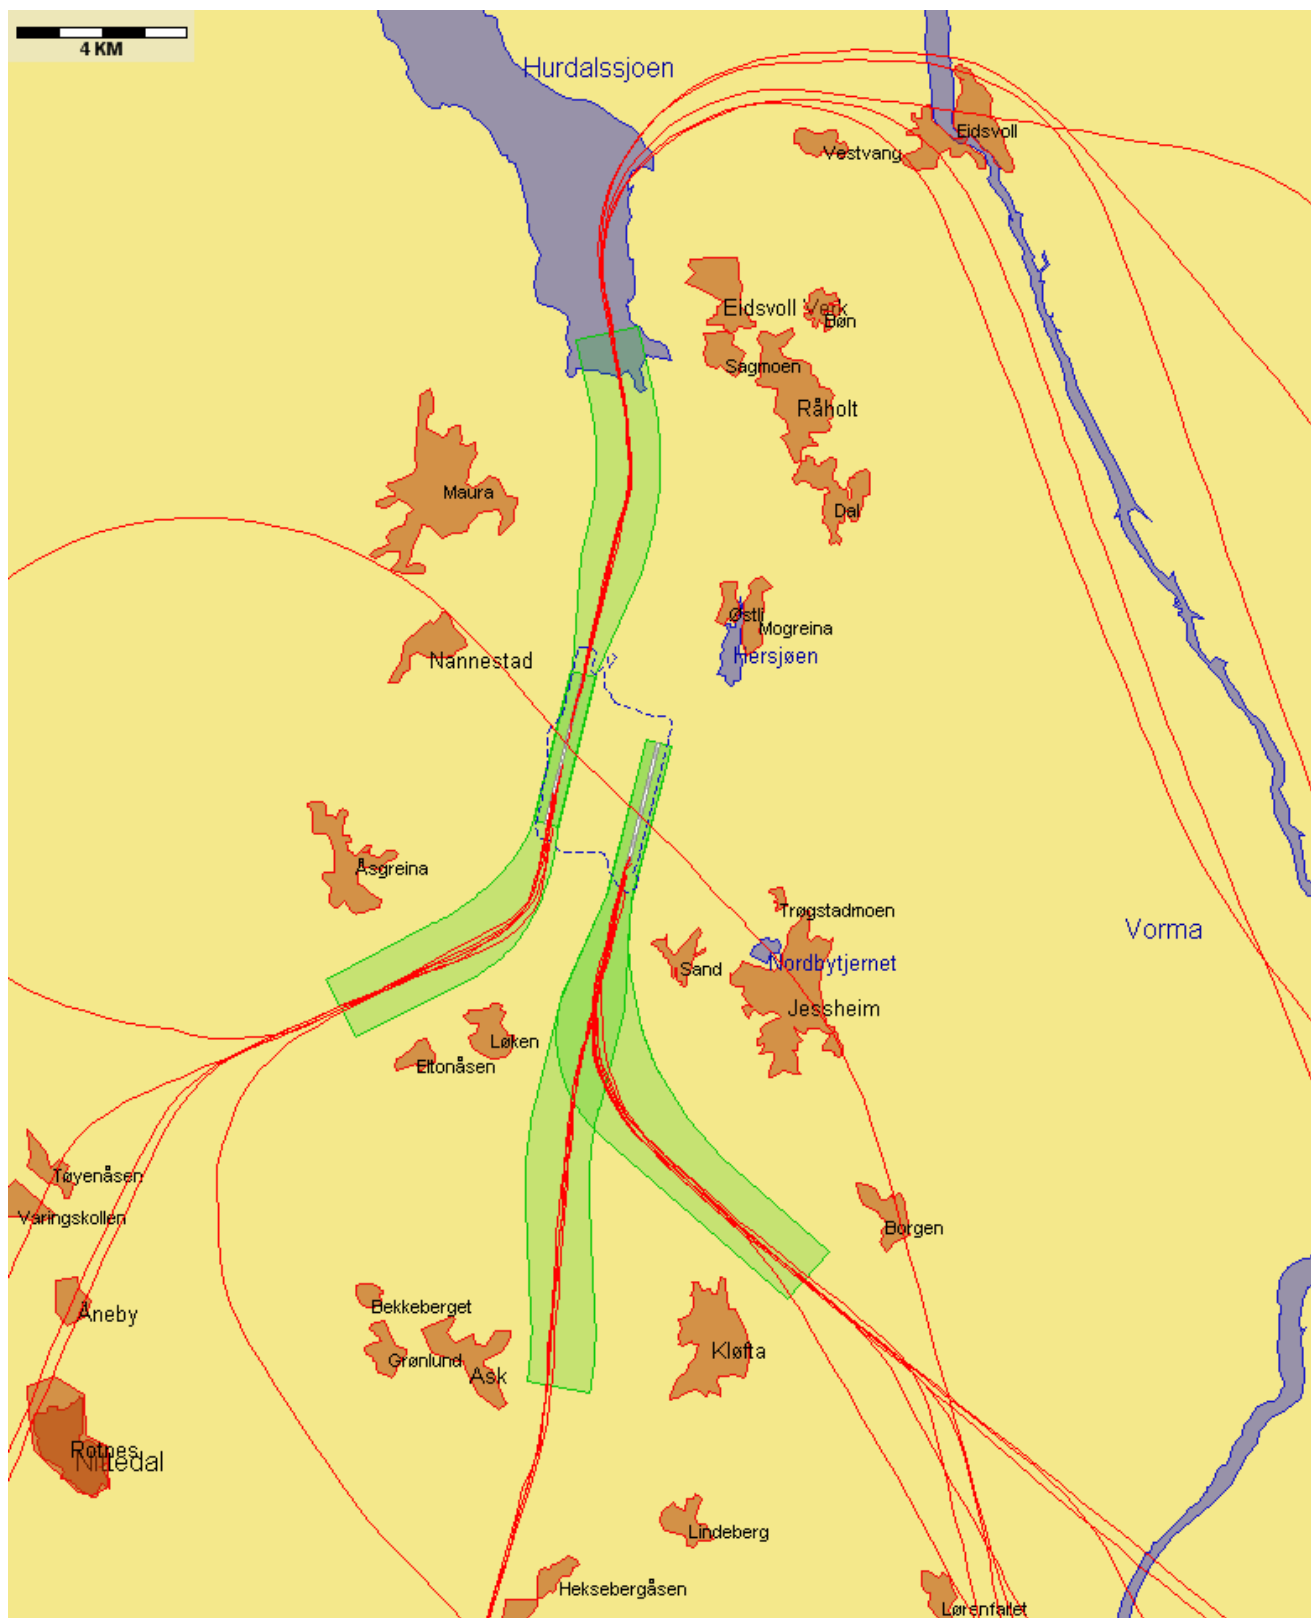 4 KM
Hurdalssjoen
Eidsvoll
Vestvang
Eidsvoll Verk
Bøn
Sagmoen
Råholt
Maura
Dal
Østli
Mogreina
Nannestad
Hersjøen
Åsgreina
Trøgstadmoen
Vorma
Sand
Nordbytjernet
Jessheim
Løken
Eltonåsen
Tøyenåsen
Varingskollen
Borgen
Åneby
Bekkeberget
Kløfta
Grønlund
Ask
Rotnes
Nittedal
Lindeberg
Heksebergåsen
Lørenfallet